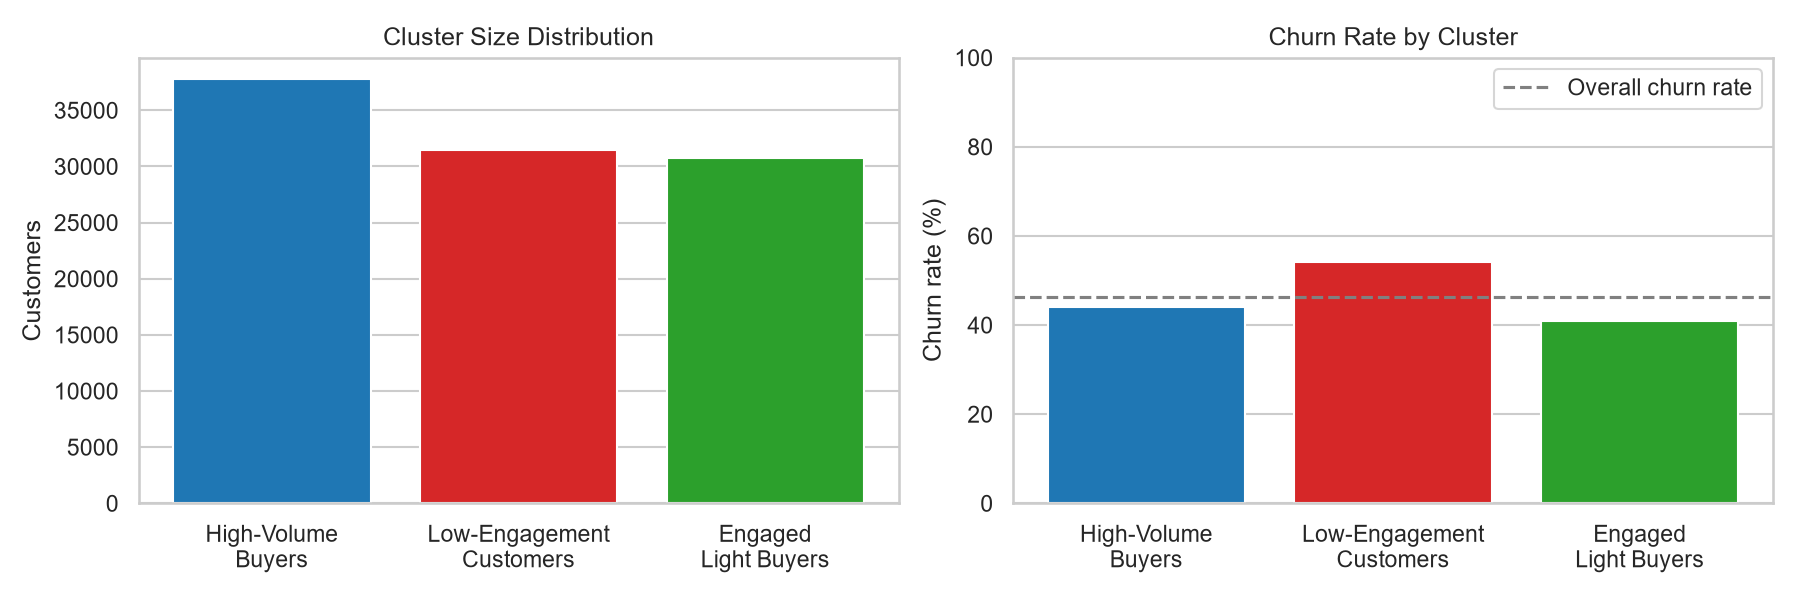 Cluster Size Distribution
Customers
35000
30000
25000
20000
15000
10000
5000
0
High-Volume
Buyers
Low-Engagement
Customers
Engaged
Light Buyers
Churn Rate by Cluster
Churn rate (%)
100
80
60
40
20
0
Overall churn rate
High-Volume
Buyers
Low-Engagement
Customers
Engaged
Light Buyers